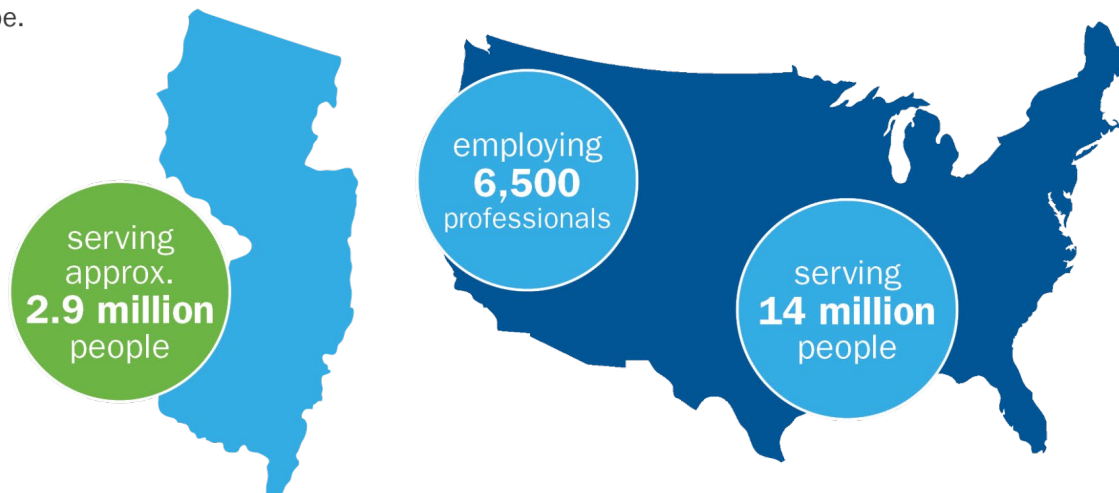 serving
approx.
2.9 million
people
employing
6,500
professionals
serving
14 million
people